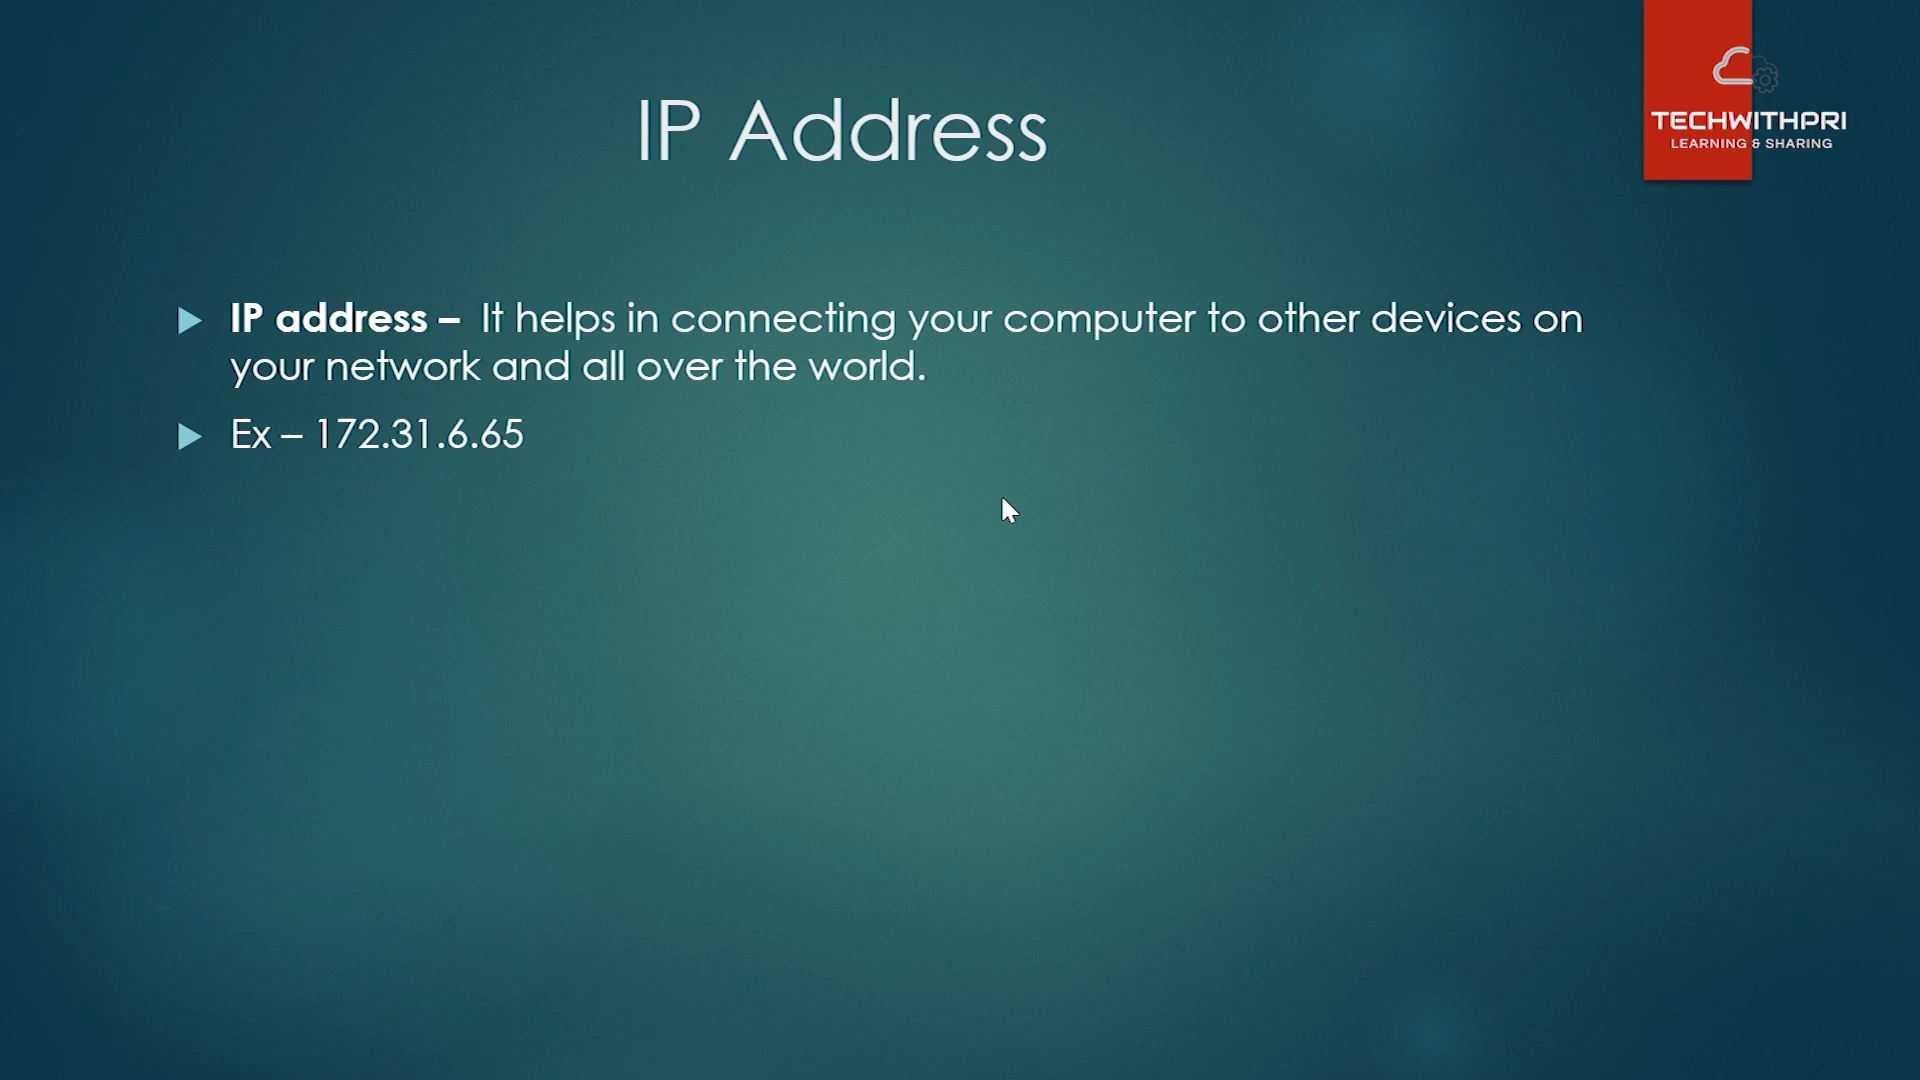 IP Address
TECHWITHPRI
LEARNING & SHARING
IP address – It helps in connecting your computer to other devices on
your network and all over the world.
Ex – 172.31.6.65